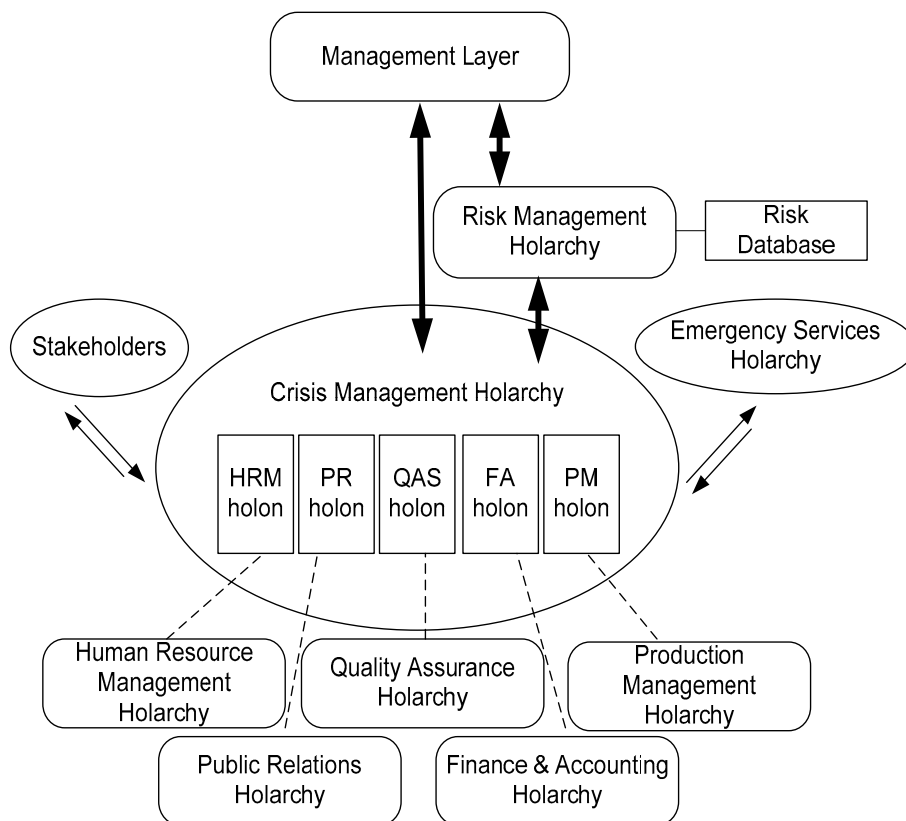 Management Layer
Risk Management
Holarchy
Risk
Database
Stakeholders
Emergency Services
Holarchy
Crisis Management Holarchy
HRM
holon
PR
holon
QAS
holon
FA
holon
PM
holon
Human Resource
Management
Holarchy
Quality Assurance
Holarchy
Production
Management
Holarchy
Public Relations
Holarchy
Finance & Accounting
Holarchy